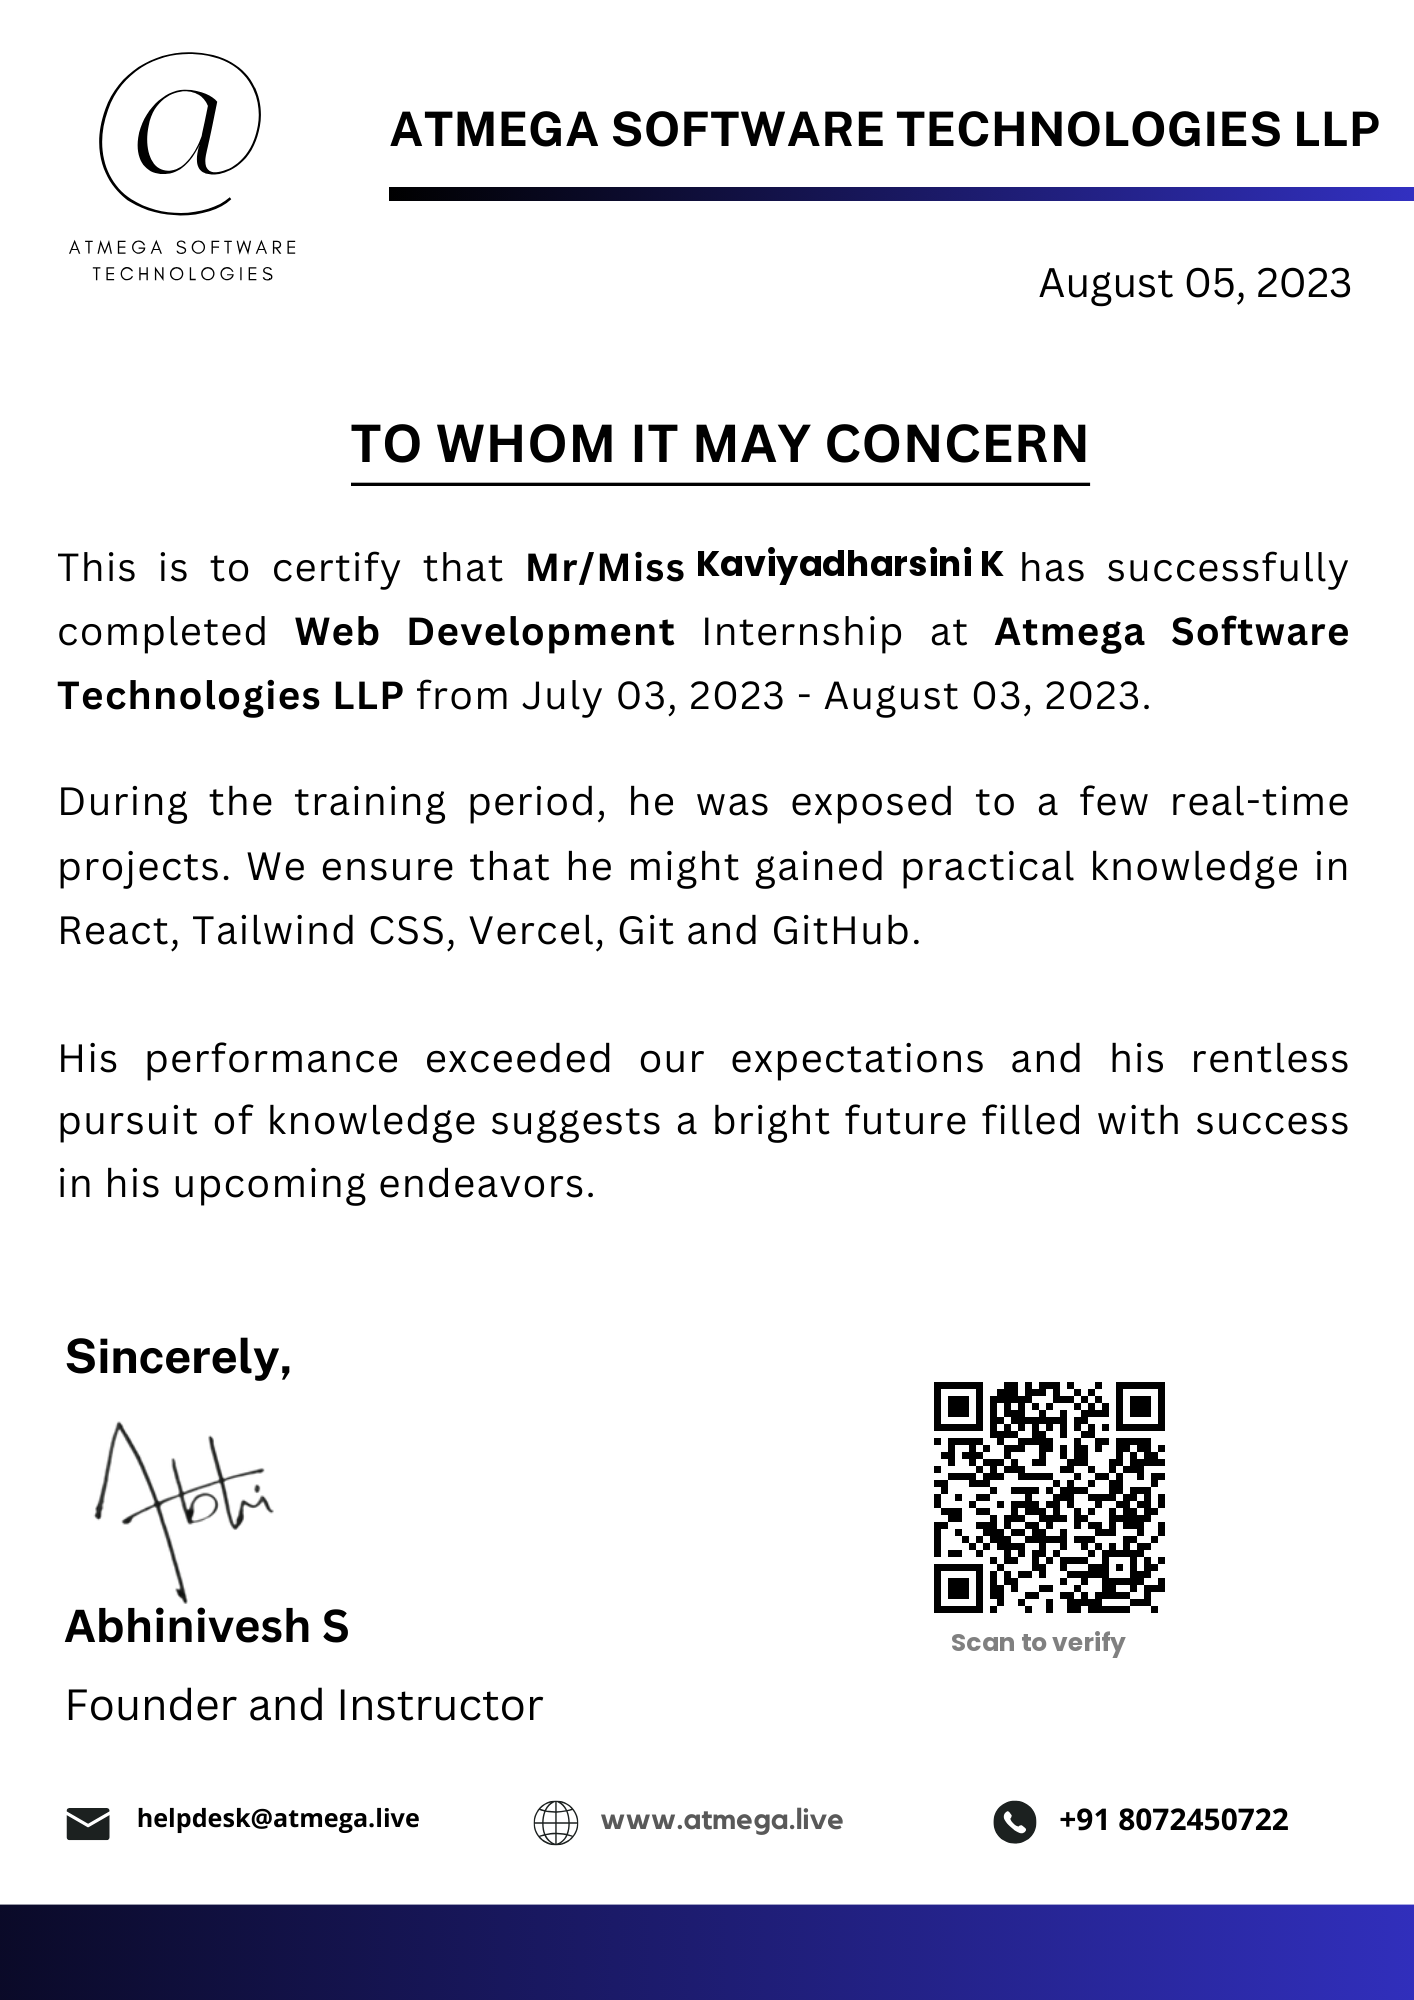 a
ATMEGA SOFTWARE
TECHNOLOGIES
ATMEGA SOFTWARE TECHNOLOGIES LLP
August 05, 2023
TO WHOM IT MAY CONCERN
This is to certify that Mr/Miss Kaviyadharsini K has successfully
completed Web Development Internship at Atmega Software
Technologies LLP from July 03, 2023 - August 03, 2023.
During the training period, he was exposed to a few real-time
projects. We ensure that he might gained practical knowledge in
React, Tailwind CSS, Vercel, Git and GitHub.
His performance exceeded our expectations and his rentless
pursuit of knowledge suggests a bright future filled with success
in his upcoming endeavors.
Sincerely,
Abhi
Abhinivesh S
Founder and Instructor
Scan to verify
helpdesk@atmega.live
www.atmega.live
+91 8072450722